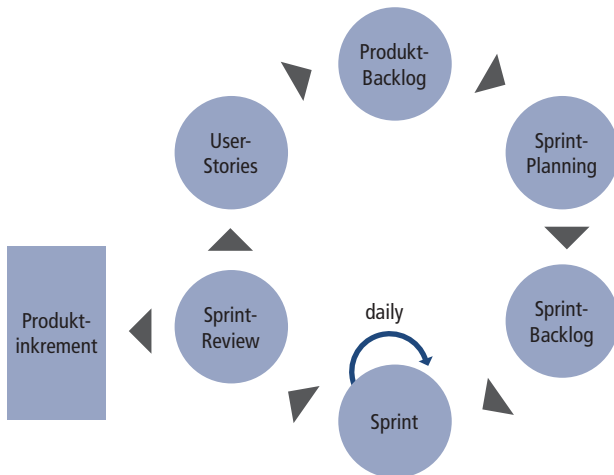 Produkt-
Backlog
User-
Stories
Sprint-
Planning
Produkt-
inkrement
Sprint-
Review
daily
Sprint-
Backlog
Sprint